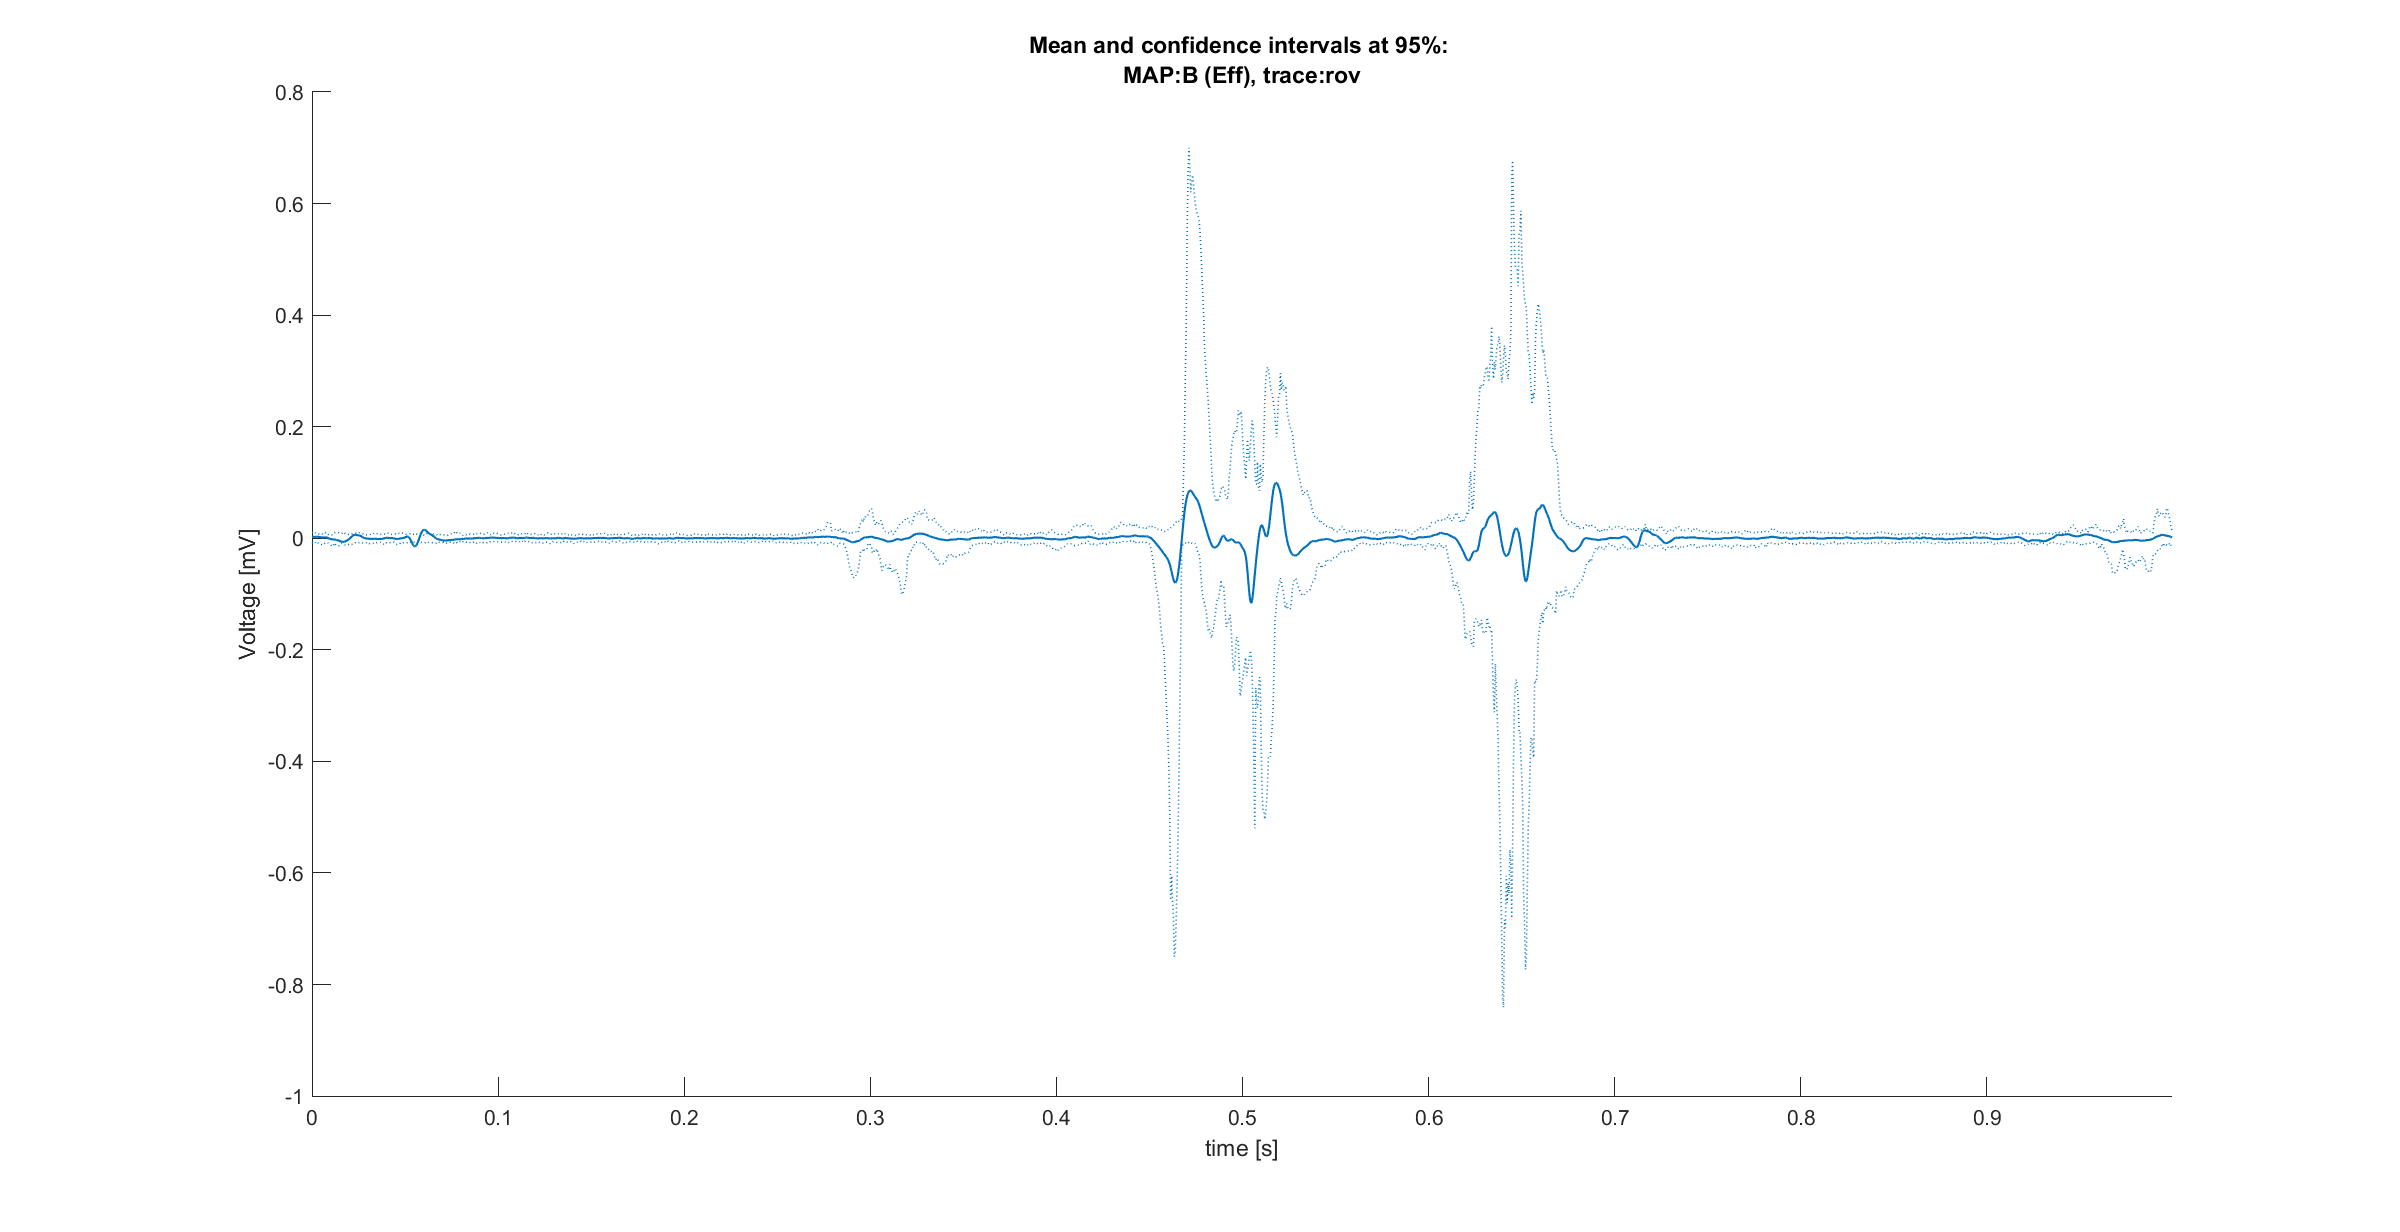 Mean and confidence intervals at 95%:
MAP:B (Eff), trace:rov
0.8
0.6
0.4
0.2
0
-0.2
-0.4
-0.6
-0.8
-1
Voltage [mV]
0 0.1 0.2 0.3 0.4 0.5 0.6 0.7 0.8 0.9
time [s]